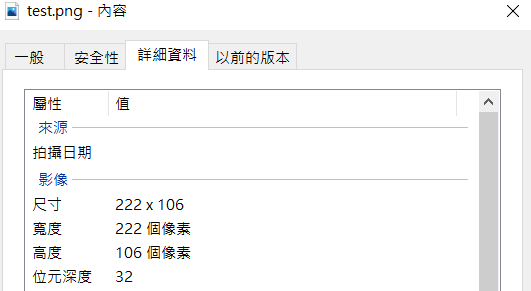 test.png - 內容
一般 安全性 詳細資料 以前的版本
屬性 值
來源
拍攝日期
影像
尺寸 222 x 106
寬度 222 個像素
高度 106 個像素
位元深度 32